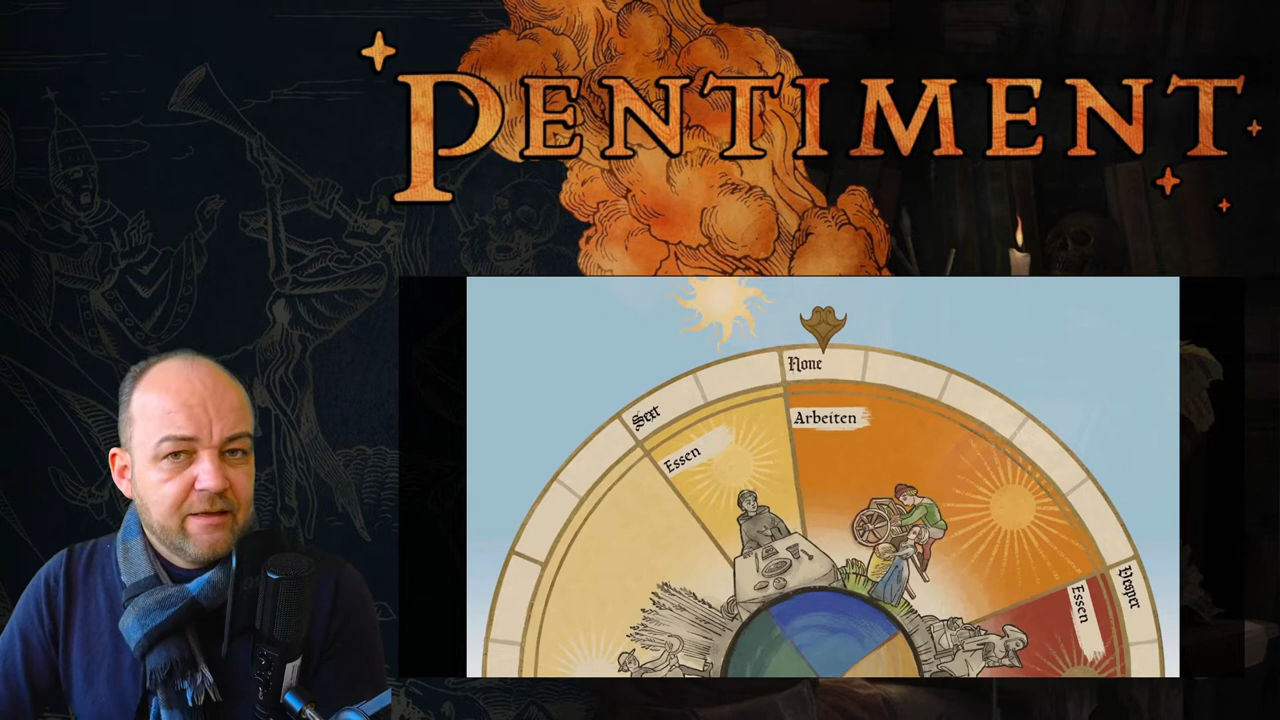 PENTIMENT
None
Sext
Arbeiten
Essen
Vesper
Essen